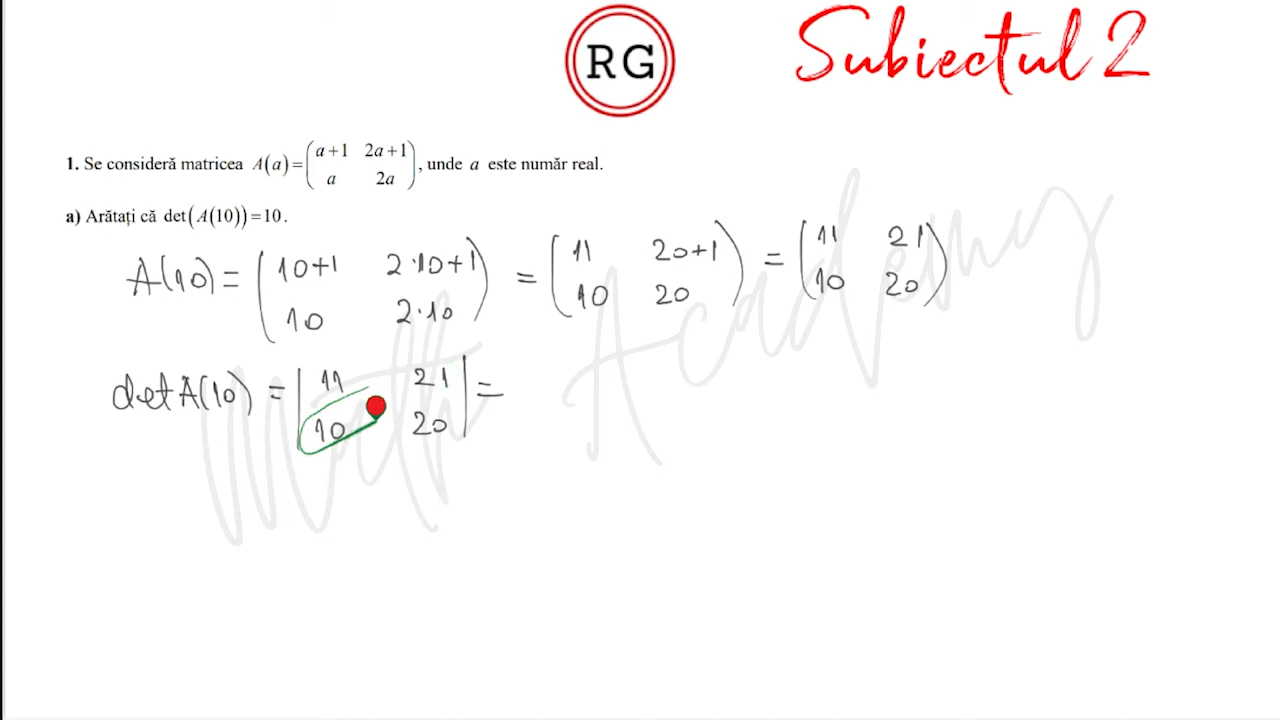 RG
Subiectul 2
1. Se consideră matricea A(a)=(a+1 2a+1
a 2a), unde a este număr real.
a) Arătați că det(A(10))=10.
A(10) = (10+1 2·10+1
10 2·10) = (11 20+1
10 20) = (11 21
10 20)
det A(10) = |11 21
10 20| =
Math Academy